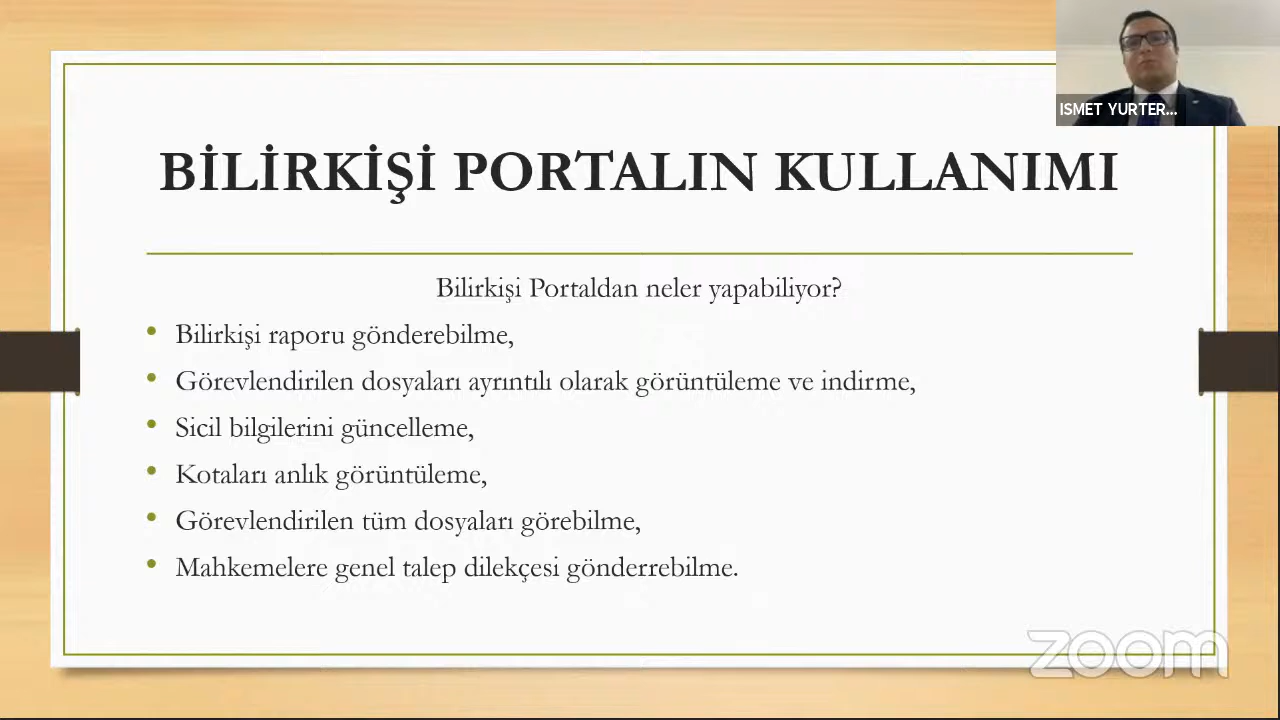 ISMET YURTER...
BİLİRKİŞİ PORTALIN KULLANIMI
Bilirkişi Portaldan neler yapabiliyor?
• Bilirkişi raporu gönderebilme,
• Görevlendirilen dosyaları ayrıntılı olarak görüntüleme ve indirme,
• Sicil bilgilerini güncelleme,
• Kotaları anlık görüntüleme,
• Görevlendirilen tüm dosyaları görebilme,
• Mahkemelere genel talep dilekçesi gönderrebilme.
zoom